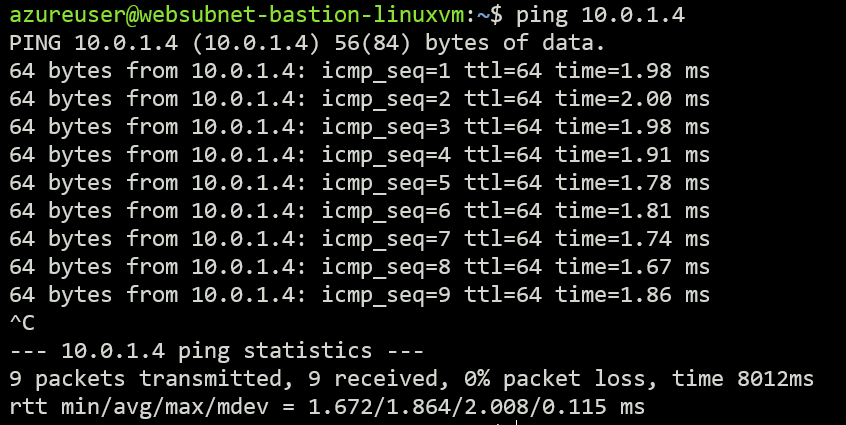 azureuser@websubnet-bastion-linuxvm:~$ ping 10.0.1.4
PING 10.0.1.4 (10.0.1.4) 56(84) bytes of data.
64 bytes from 10.0.1.4: icmp_seq=1 ttl=64 time=1.98 ms
64 bytes from 10.0.1.4: icmp_seq=2 ttl=64 time=2.00 ms
64 bytes from 10.0.1.4: icmp_seq=3 ttl=64 time=1.98 ms
64 bytes from 10.0.1.4: icmp_seq=4 ttl=64 time=1.91 ms
64 bytes from 10.0.1.4: icmp_seq=5 ttl=64 time=1.78 ms
64 bytes from 10.0.1.4: icmp_seq=6 ttl=64 time=1.81 ms
64 bytes from 10.0.1.4: icmp_seq=7 ttl=64 time=1.74 ms
64 bytes from 10.0.1.4: icmp_seq=8 ttl=64 time=1.67 ms
64 bytes from 10.0.1.4: icmp_seq=9 ttl=64 time=1.86 ms
^C
--- 10.0.1.4 ping statistics ---
9 packets transmitted, 9 received, 0% packet loss, time 8012ms
rtt min/avg/max/mdev = 1.672/1.864/2.008/0.115 ms